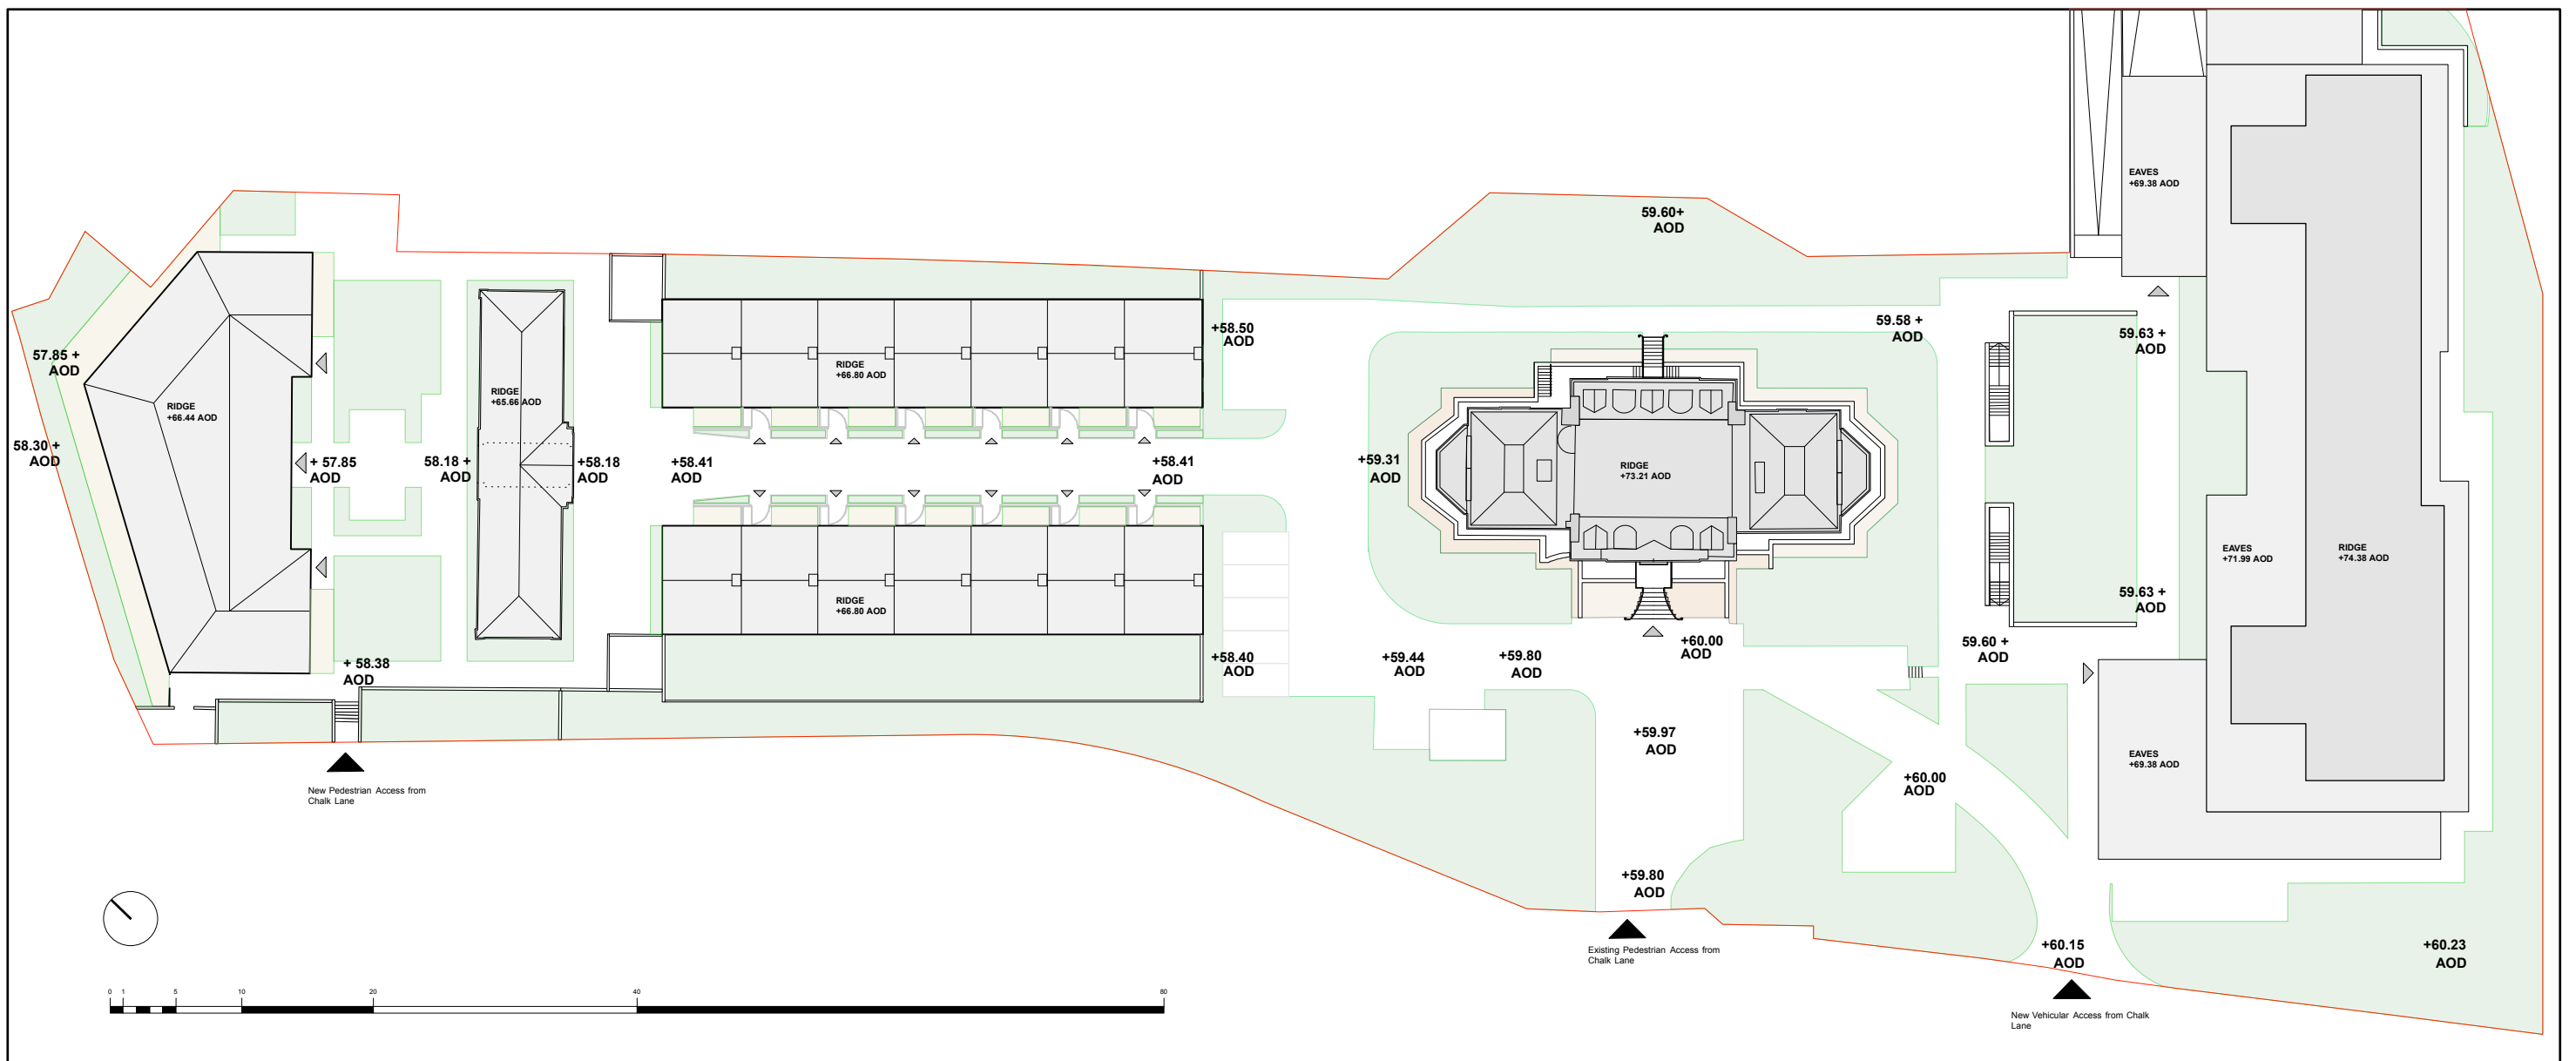 EAVES
+69.38 AOD
59.60+
AOD
+58.50
AOD
59.58 +
AOD
59.63 +
AOD
57.85 +
AOD
RIDGE
+66.44 AOD
RIDGE
+65.66 AOD
RIDGE
+66.80 AOD
58.30 +
AOD
+ 57.85
AOD
58.18 +
AOD
+58.18
AOD
+58.41
AOD
+58.41
AOD
+59.31
AOD
RIDGE
+73.21 AOD
EAVES
+71.99 AOD
RIDGE
+74.38 AOD
RIDGE
+66.80 AOD
59.63 +
AOD
+ 58.38
AOD
+58.40
AOD
+59.44
AOD
+59.80
AOD
+60.00
AOD
59.60 +
AOD
+59.97
AOD
EAVES
+69.38 AOD
+60.00
AOD
New Pedestrian Access from
Chalk Lane
+59.80
AOD
Existing Pedestrian Access from
Chalk Lane
+60.15
AOD
+60.23
AOD
0 1 5 10 20 40 80
New Vehicular Access from Chalk
Lane